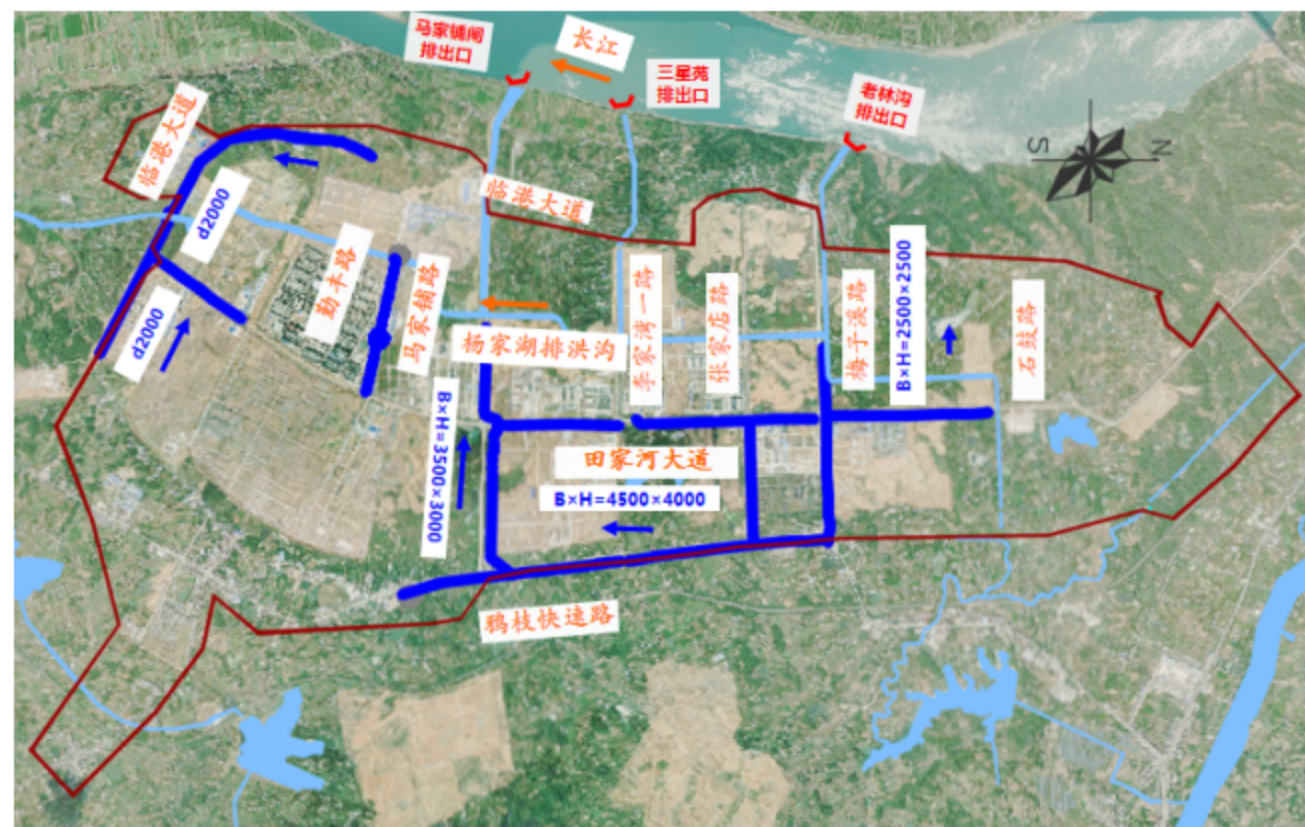 马家铺闸
排出口
长江
三星苑
排出口
老林沟
排出口
S
N
临港大道
临港大道
d2000
d2000
勤丰路
马家铺路
杨家湖排洪沟
李家湾一路
张家店路
梅子溪路
B×H=2500×2500
石鼓路
B×H=3500×3000
田家河大道
B×H=4500×4000
鸦枝快速路